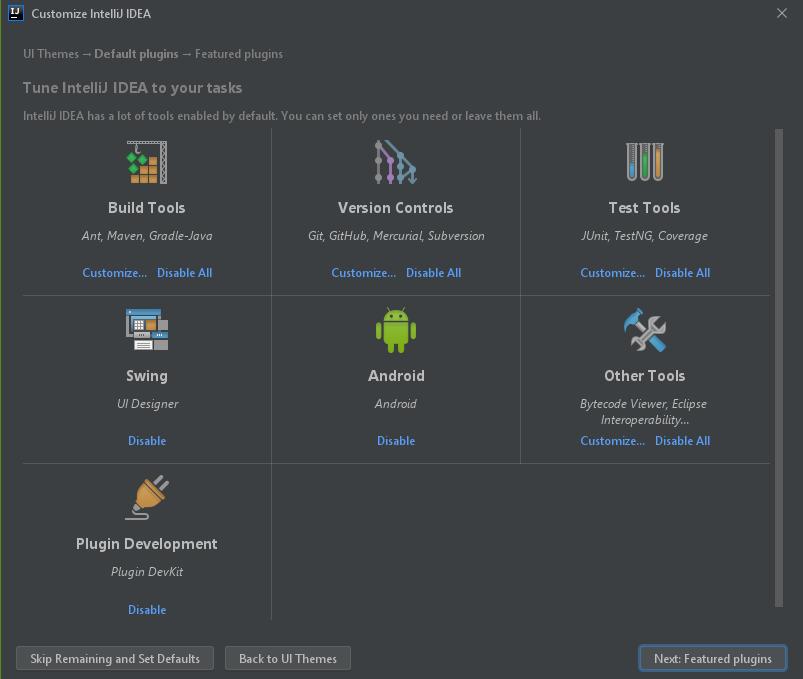 IJ
Customize IntelliJ IDEA
UI Themes → Default plugins → Featured plugins
Tune IntelliJ IDEA to your tasks
IntelliJ IDEA has a lot of tools enabled by default. You can set only ones you need or leave them all.
Build Tools
Ant, Maven, Gradle-Java
Customize... Disable All
Version Controls
Git, GitHub, Mercurial, Subversion
Customize... Disable All
Test Tools
JUnit, TestNG, Coverage
Customize... Disable All
Swing
UI Designer
Disable
Android
Android
Disable
Other Tools
Bytecode Viewer, Eclipse
Interoperability...
Customize... Disable All
Plugin Development
Plugin DevKit
Disable
Skip Remaining and Set Defaults
Back to UI Themes
Next: Featured plugins